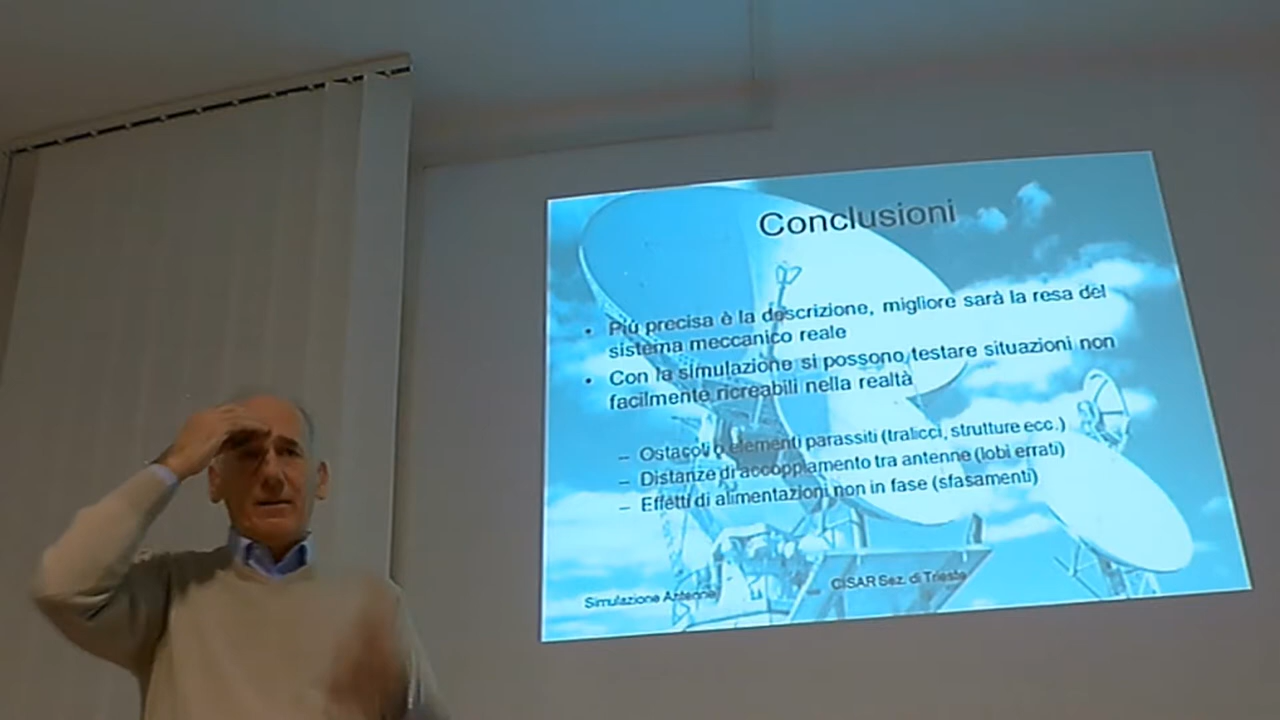 Conclusioni
• Più precisa è la descrizione, migliore sarà la resa del
sistema meccanico reale
• Con la simulazione si possono testare situazioni non
facilmente ricreabili nella realtà
– Ostacoli o elementi parassiti (tralicci, strutture ecc.)
– Distanze di accoppiamento tra antenne (lobi errati)
– Effetti di alimentazioni non in fase (sfasamenti)
Simulazione Antenne
CISAR Sez. di Trieste